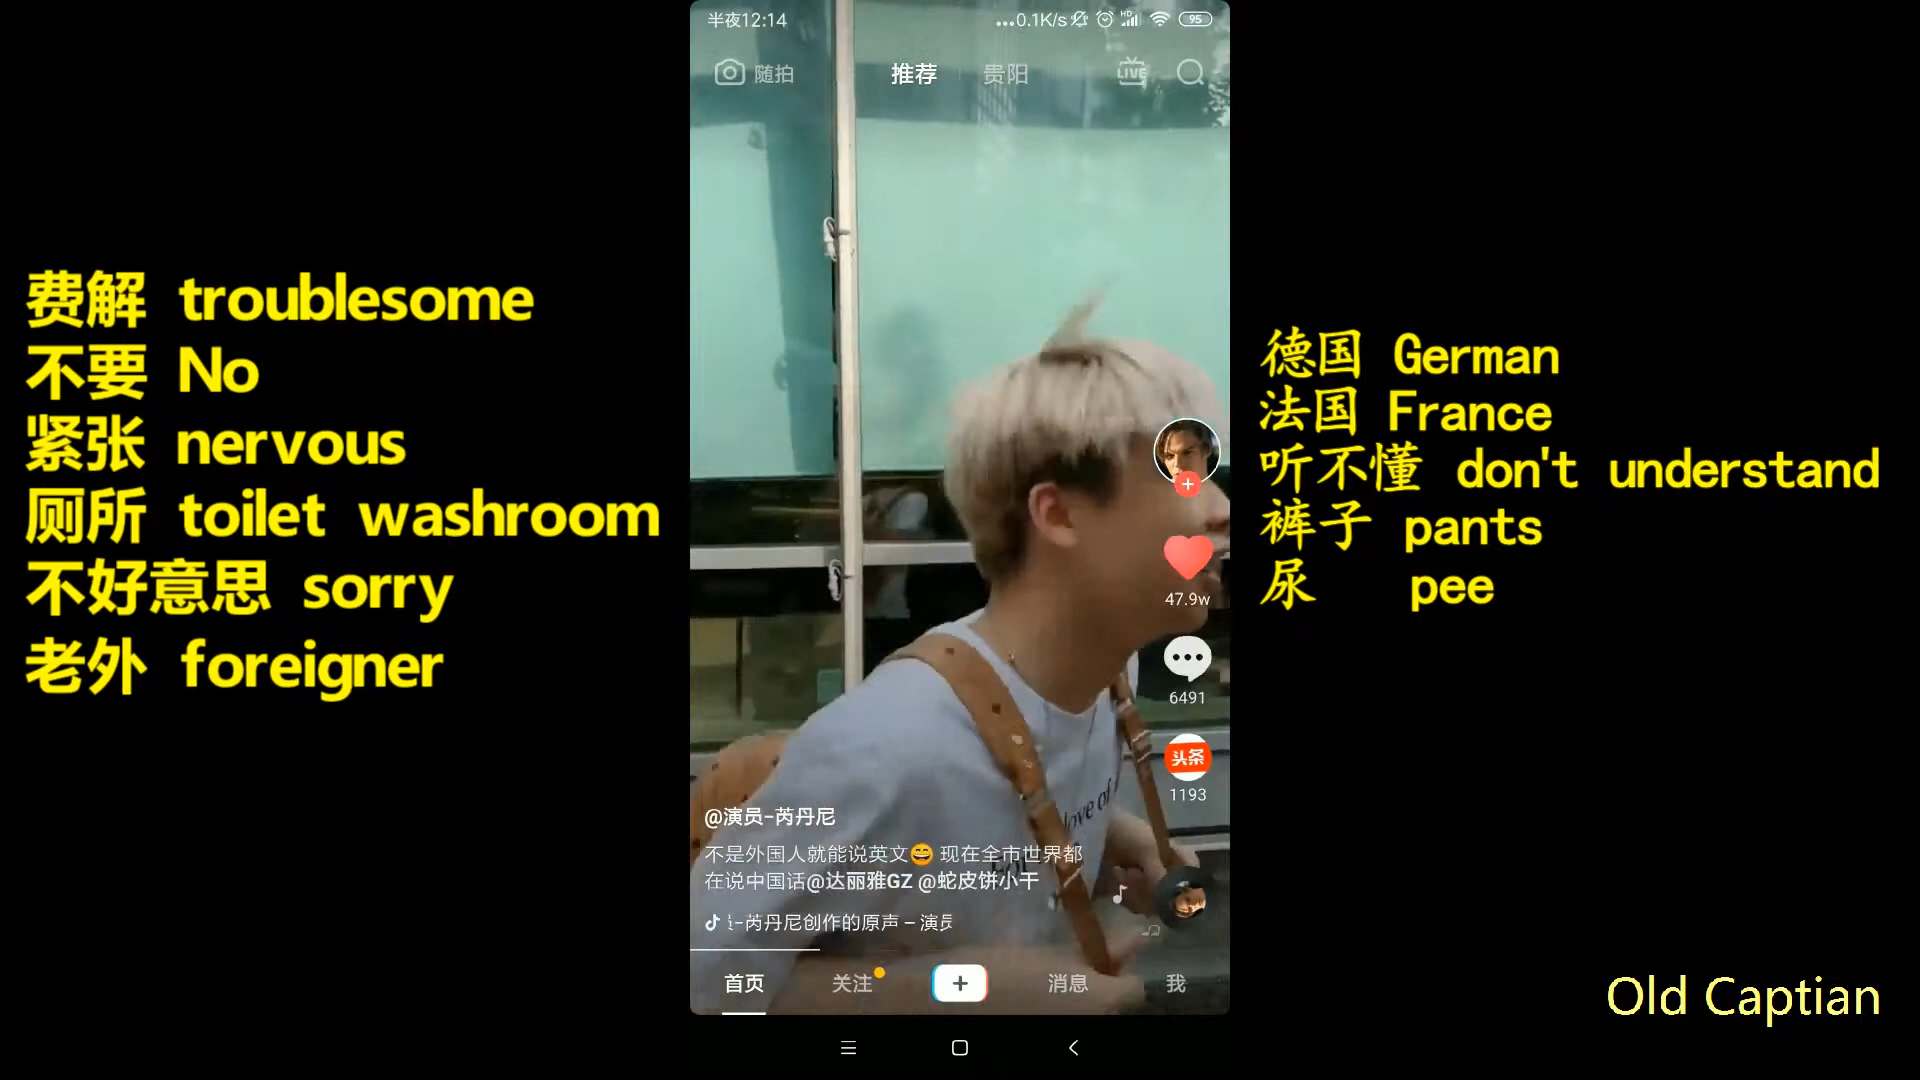 半夜12:14
...0.1K/s
HD
95
随拍
推荐
贵阳
LIVE
费解 troublesome
不要 No
紧张 nervous
厕所 toilet washroom
不好意思 sorry
老外 foreigner
47.9w
6491
头条
1193
love of
@演员-芮丹尼
不是外国人就能说英文😄 现在全市世界都
在说中国话@达丽雅GZ @蛇皮饼小干
-芮丹尼创作的原声 – 演员
首页
关注
消息
我
德国 German
法国 France
听不懂 don't understand
裤子 pants
尿 pee
Old Captian